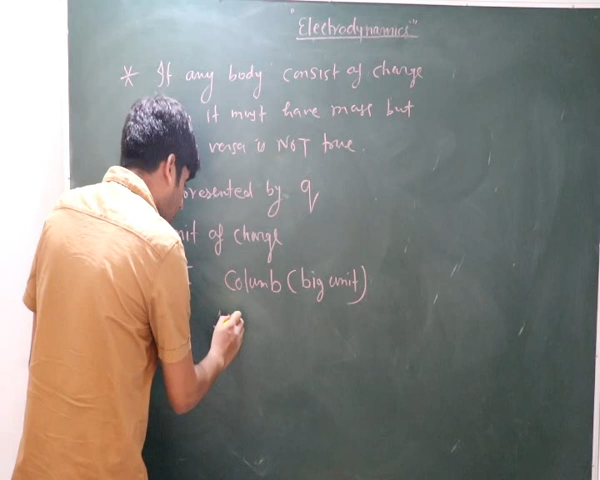 "Electrodynamics"
* If any body consist of charge
it must have mass but
versa is NOT true.
presented by q
nit of charge
I Columb (big unit)